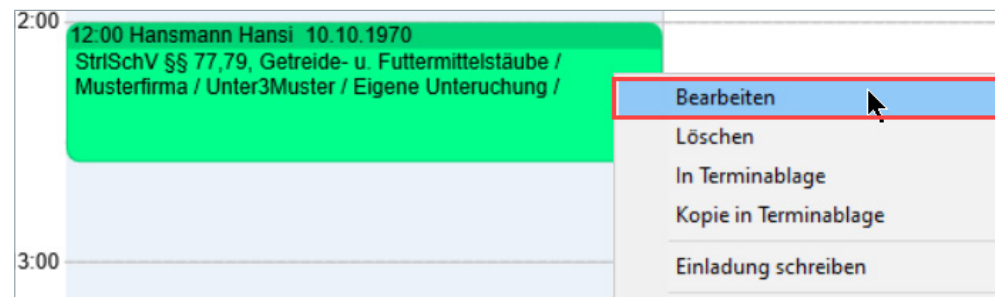 2:00
12:00 Hansmann Hansi 10.10.1970
StrlSchV §§ 77,79, Getreide- u. Futtermittelstäube /
Musterfirma / Unter3Muster / Eigene Unteruchung /
Bearbeiten
Löschen
In Terminablage
Kopie in Terminablage
3:00
Einladung schreiben